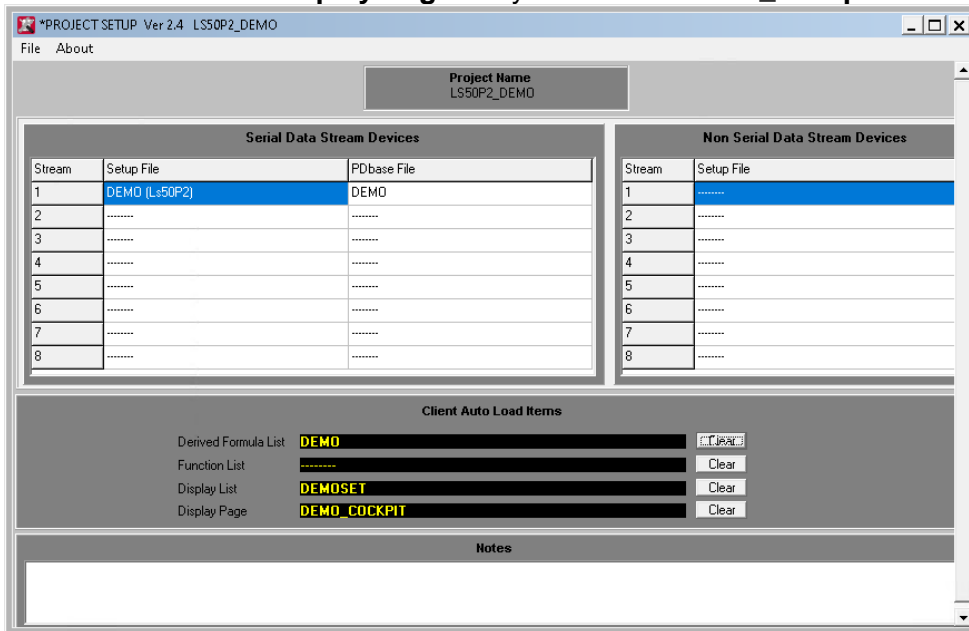 *PROJECT SETUP Ver 2.4 LS50P2_DEMO
File About
Project Name
LS50P2_DEMO
Serial Data Stream Devices
Stream Setup File PDbase File
1 DEMO (Ls50P2) DEMO
2 -------- --------
3 -------- --------
4 -------- --------
5 -------- --------
6 -------- --------
7 -------- --------
8 -------- --------
Non Serial Data Stream Devices
Stream Setup File
1 --------
2 --------
3 --------
4 --------
5 --------
6 --------
7 --------
8 --------
Client Auto Load Items
Derived Formula List DEMO Clear
Function List -------- Clear
Display List DEMOSET Clear
Display Page DEMO_COCKPIT Clear
Notes